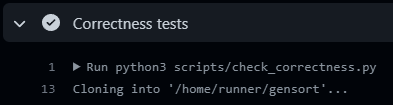 Correctness tests
1 ▶ Run python3 scripts/check_correctness.py
13 Cloning into '/home/runner/gensort'...